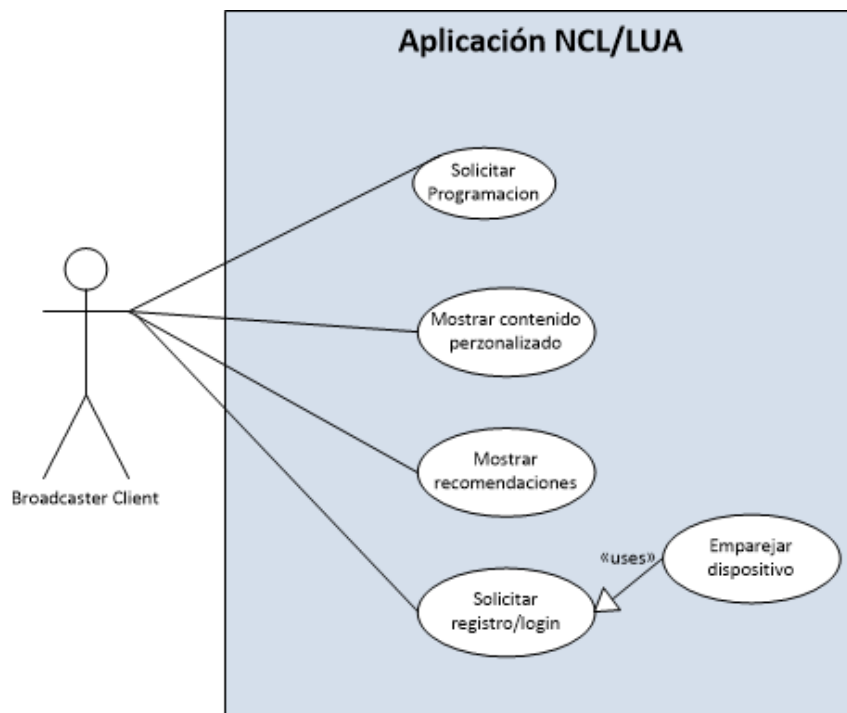 Aplicación NCL/LUA
Solicitar
Programacion
Mostrar contenido
perzonalizado
Mostrar
recomendaciones
Broadcaster Client
«uses»
Emparejar
dispositivo
Solicitar
registro/login